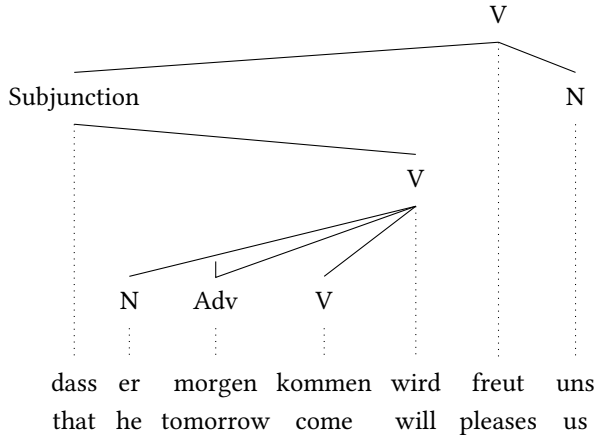 V
Subjunction N
V
N Adv V
dass er morgen kommen wird freut uns
that he tomorrow come will pleases us